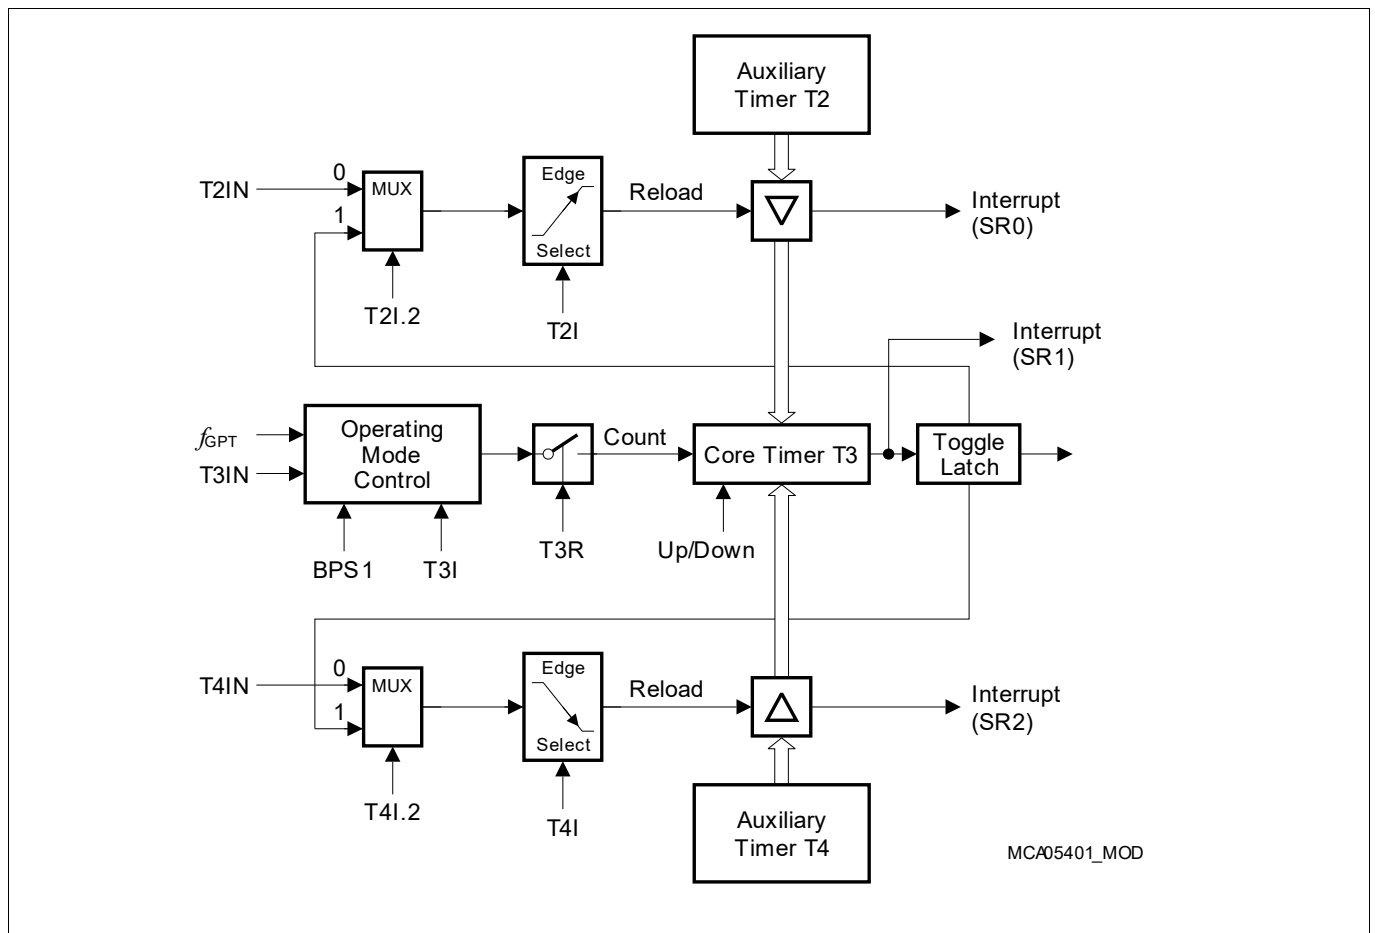 Auxiliary
Timer T2
T2IN
0
1
MUX
T2I.2
Edge
Select
T2I
Reload
Interrupt
(SR0)
Interrupt
(SR1)
fGPT
T3IN
Operating
Mode
Control
BPS1
T3I
T3R
Count
Core Timer T3
Up/Down
Toggle
Latch
T4IN
0
1
MUX
T4I.2
Edge
Select
T4I
Reload
Interrupt
(SR2)
Auxiliary
Timer T4
MCA05401_MOD